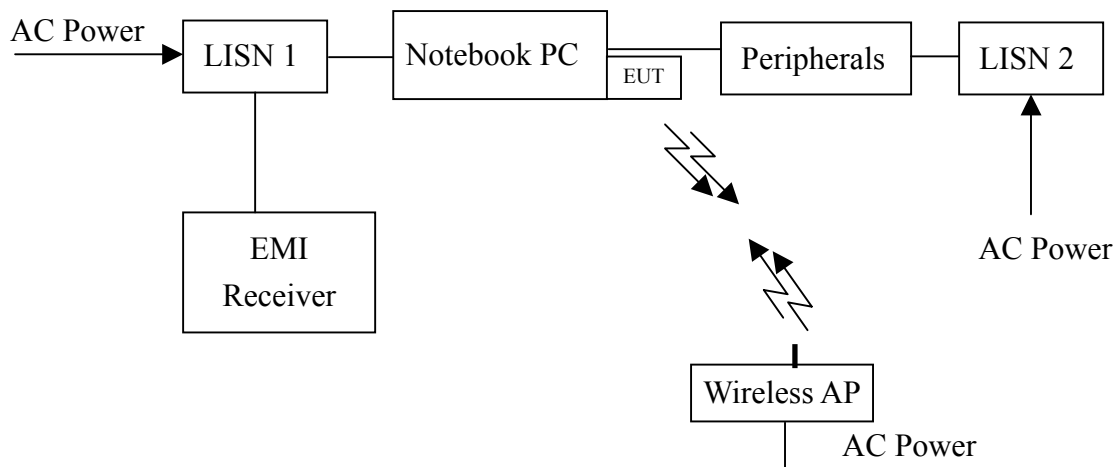 AC Power
LISN 1
Notebook PC
EUT
Peripherals
LISN 2
EMI
Receiver
AC Power
Wireless AP
AC Power